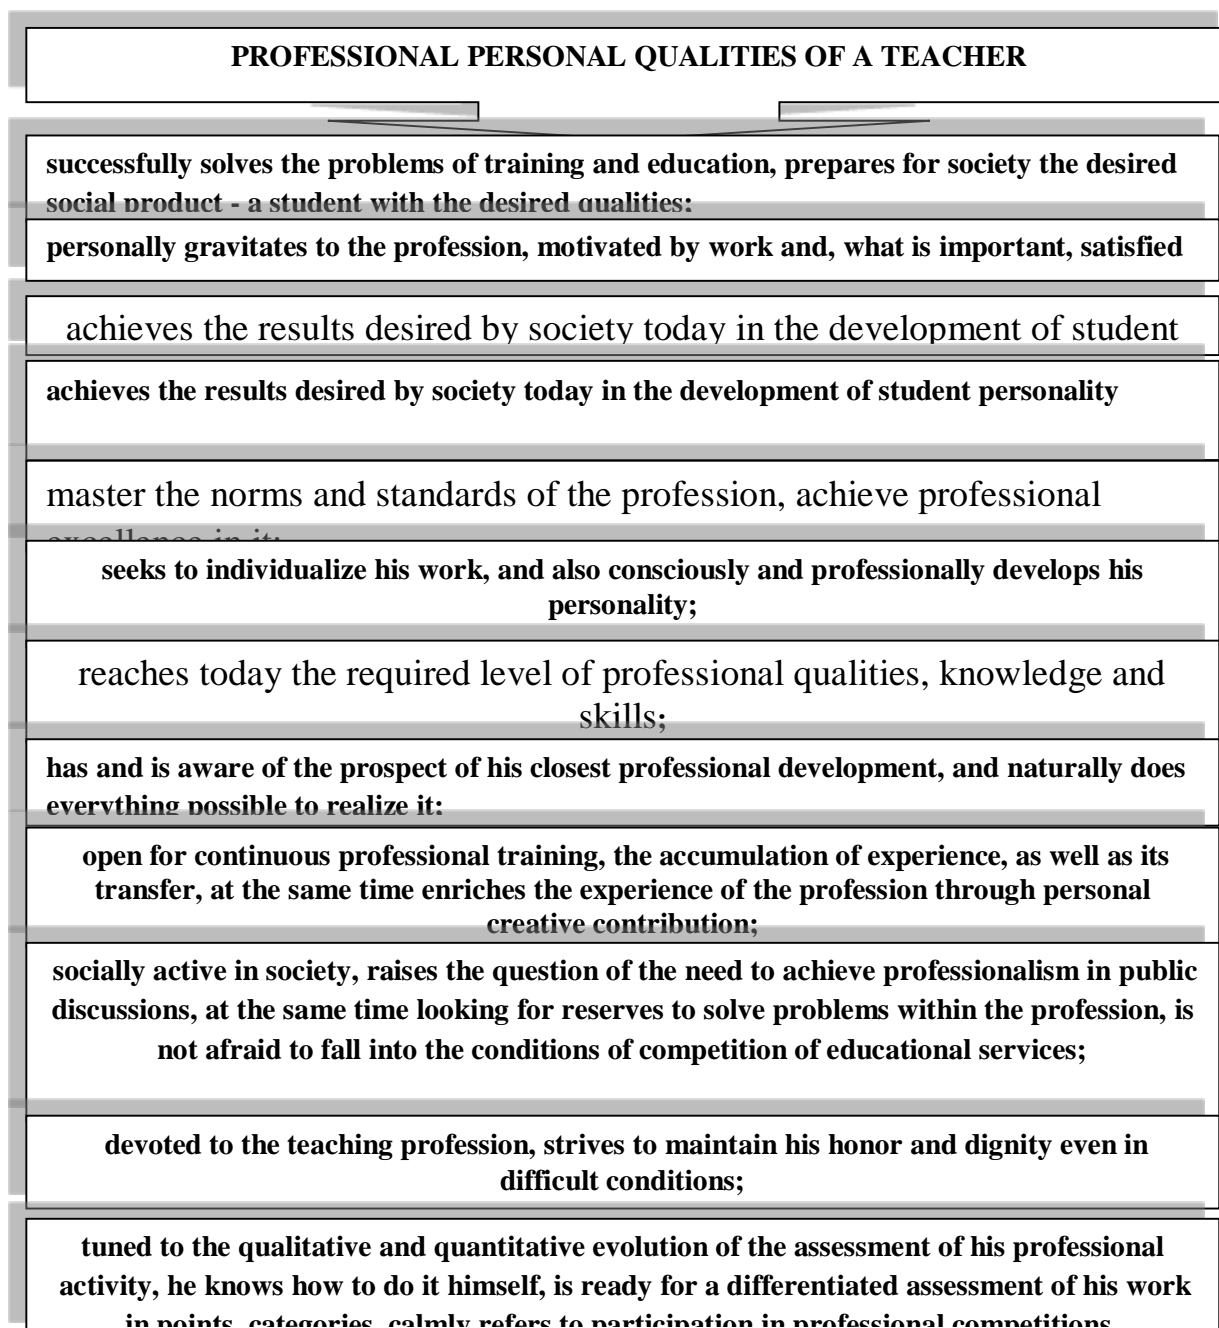 PROFESSIONAL PERSONAL QUALITIES OF A TEACHER
successfully solves the problems of training and education, prepares for society the desired
social product - a student with the desired qualities;
personally gravitates to the profession, motivated by work and, what is important, satisfied
achieves the results desired by society today in the development of student
achieves the results desired by society today in the development of student personality
master the norms and standards of the profession, achieve professional
excellence in it;
seeks to individualize his work, and also consciously and professionally develops his
personality;
reaches today the required level of professional qualities, knowledge and
skills;
has and is aware of the prospect of his closest professional development, and naturally does
everything possible to realize it;
open for continuous professional training, the accumulation of experience, as well as its
transfer, at the same time enriches the experience of the profession through personal
creative contribution;
socially active in society, raises the question of the need to achieve professionalism in public
discussions, at the same time looking for reserves to solve problems within the profession, is
not afraid to fall into the conditions of competition of educational services;
devoted to the teaching profession, strives to maintain his honor and dignity even in
difficult conditions;
tuned to the qualitative and quantitative evolution of the assessment of his professional
activity, he knows how to do it himself, is ready for a differentiated assessment of his work
in points, categories, calmly refers to participation in professional competitions